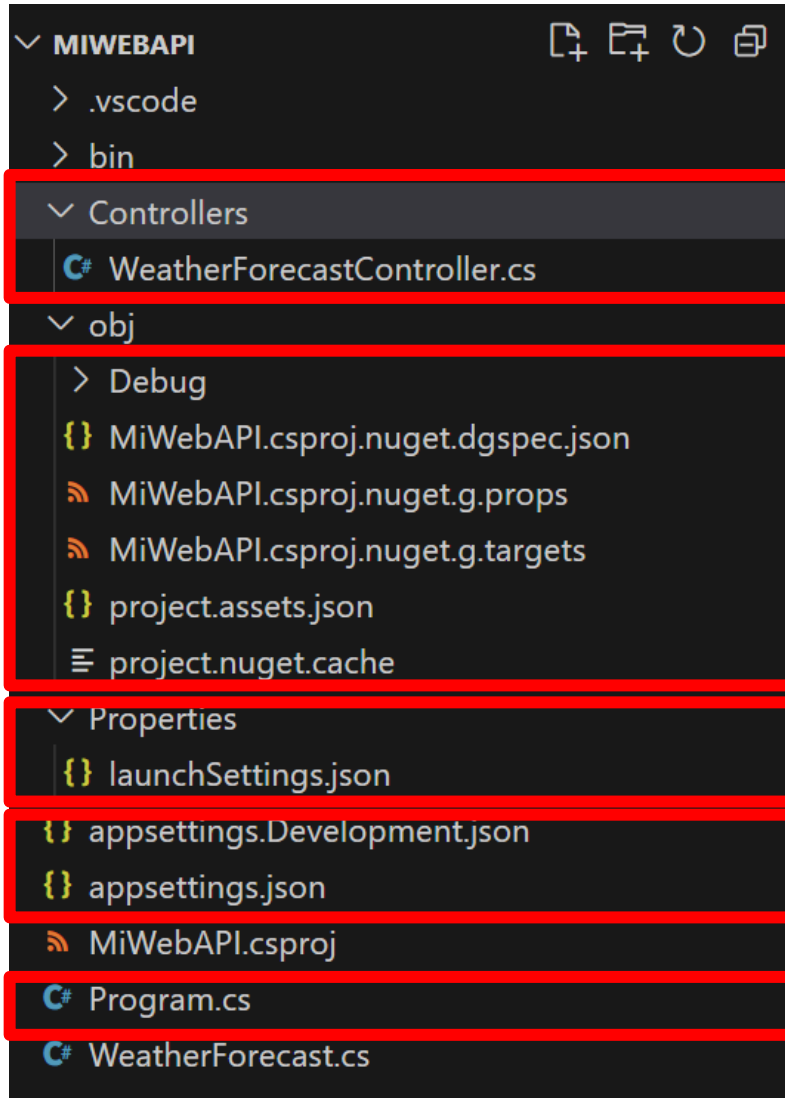 MIWEBAPI
.vscode
bin
Controllers
C# WeatherForecastController.cs
obj
Debug
{} MiWebAPI.csproj.nuget.dgspec.json
MiWebAPI.csproj.nuget.g.props
MiWebAPI.csproj.nuget.g.targets
{} project.assets.json
project.nuget.cache
Properties
{} launchSettings.json
{} appsettings.Development.json
{} appsettings.json
MiWebAPI.csproj
C# Program.cs
C# WeatherForecast.cs